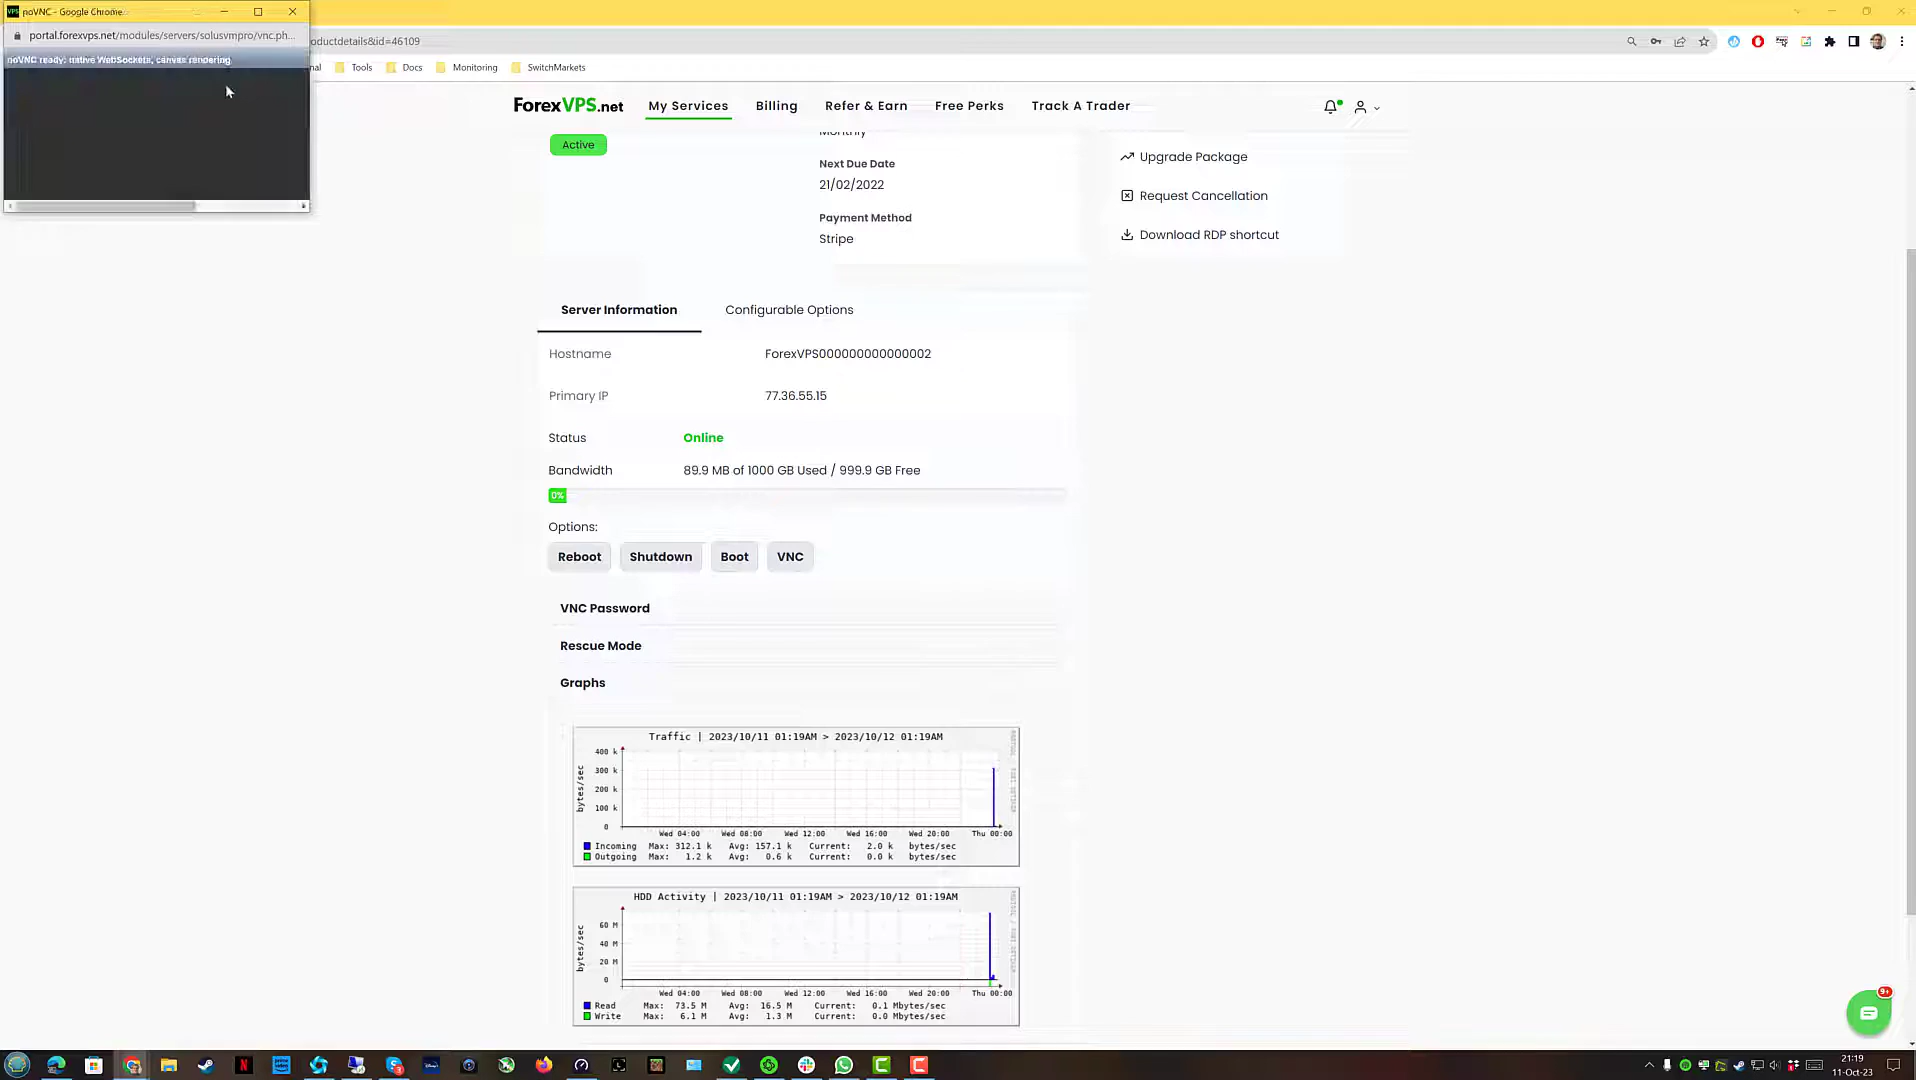 VPS noVNC - Google Chrome
portal.forexvps.net/modules/servers/solusvmpro/vnc.ph...
noVNC ready: native WebSockets, canvas rendering
oductdetails&id=46109
nal Tools Docs Monitoring SwitchMarkets
ForexVPS.net My Services Billing Refer & Earn Free Perks Track A Trader
Monthly
Active
Next Due Date
21/02/2022
Payment Method
Stripe
Upgrade Package
Request Cancellation
Download RDP shortcut
Server Information Configurable Options
Hostname ForexVPS000000000000002
Primary IP 77.36.55.15
Status Online
Bandwidth 89.9 MB of 1000 GB Used / 999.9 GB Free
0%
Options:
Reboot Shutdown Boot VNC
VNC Password
Rescue Mode
Graphs
Traffic | 2023/10/11 01:19AM > 2023/10/12 01:19AM
bytes/sec
400 k
300 k
200 k
100 k
0
Wed 04:00 Wed 08:00 Wed 12:00 Wed 16:00 Wed 20:00 Thu 00:00
Incoming Max: 312.1 k Avg: 157.1 k Current: 2.0 k bytes/sec
Outgoing Max: 1.2 k Avg: 0.6 k Current: 0.0 k bytes/sec
HDD Activity | 2023/10/11 01:19AM > 2023/10/12 01:19AM
bytes/sec
60 M
40 M
20 M
0
Wed 04:00 Wed 08:00 Wed 12:00 Wed 16:00 Wed 20:00 Thu 00:00
Read Max: 73.5 M Avg: 16.5 M Current: 0.1 Mbytes/sec
Write Max: 6.1 M Avg: 1.3 M Current: 0.0 Mbytes/sec
9+
21:19
11-Oct-23